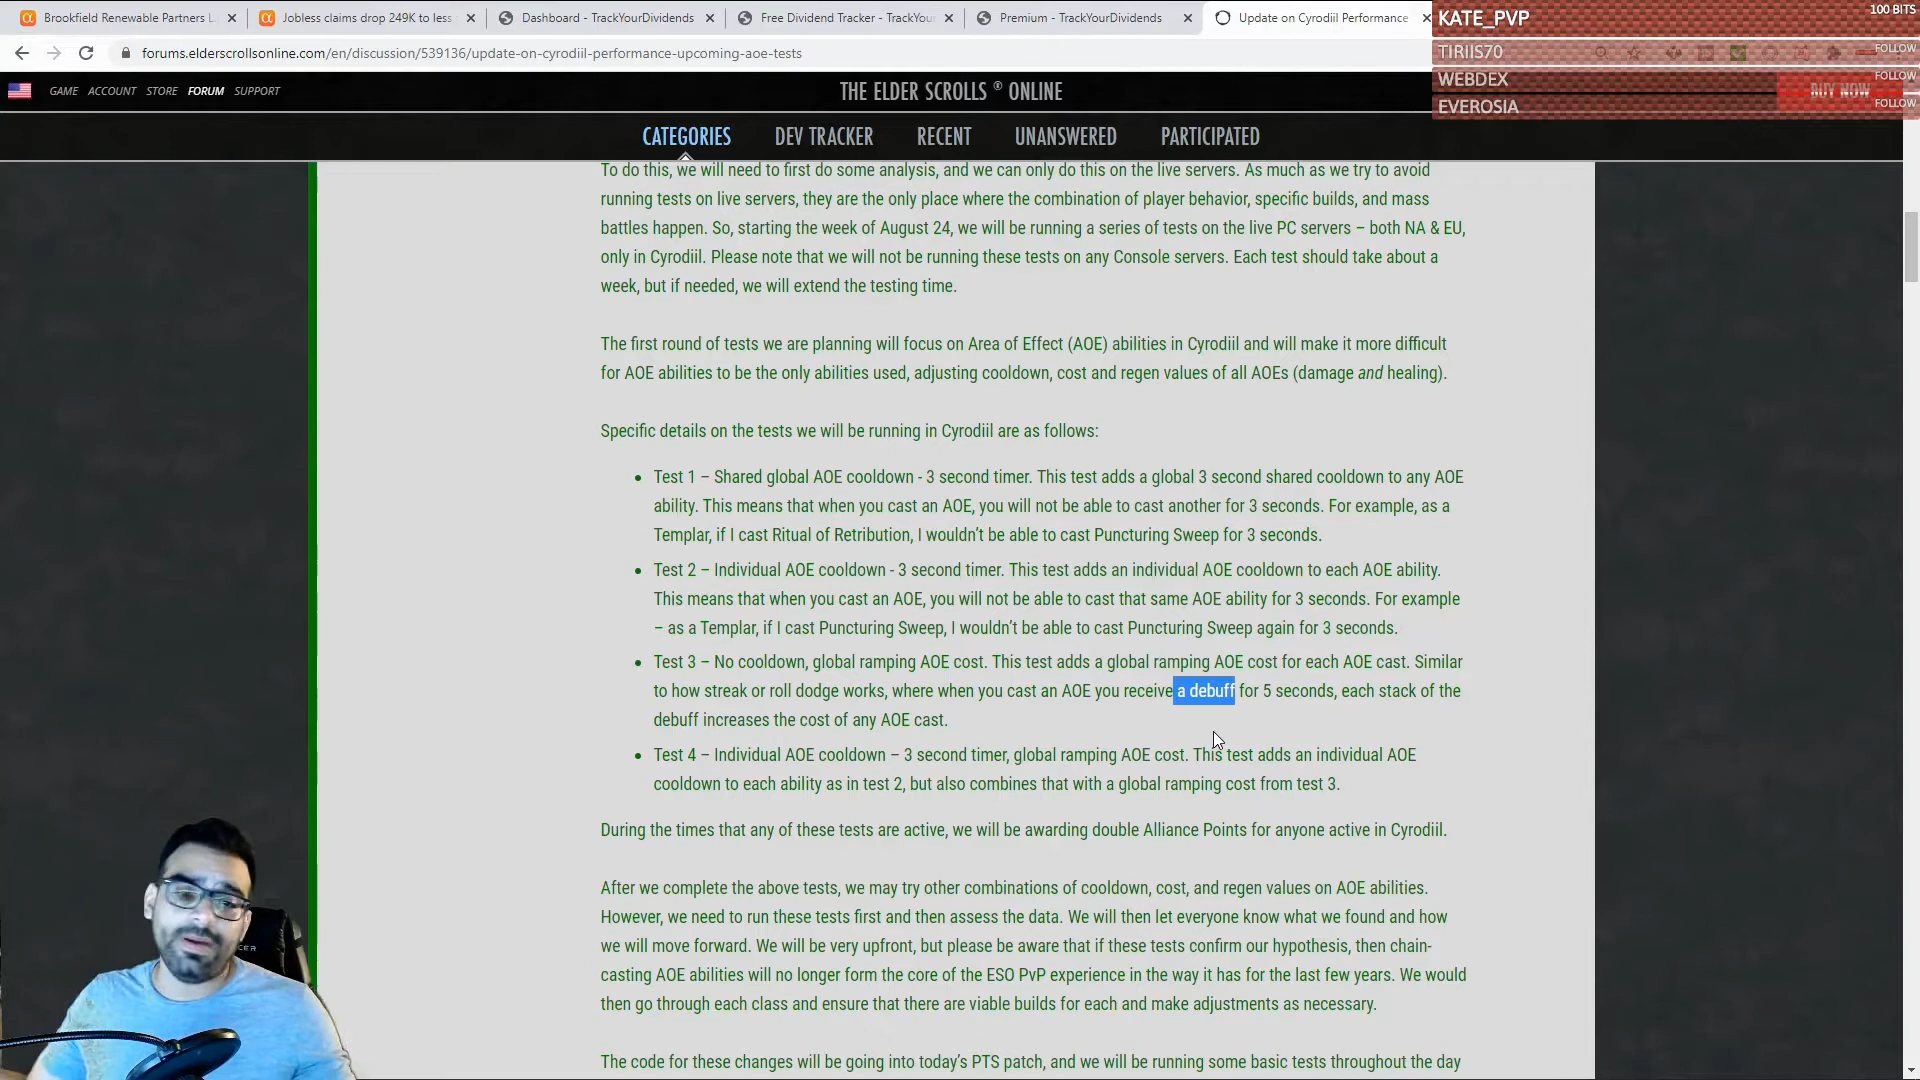 Brookfield Renewable Partners L
Jobless claims drop 249K to less
Dashboard - TrackYourDividends
Free Dividend Tracker - TrackYou
Premium - TrackYourDividends
Update on Cyrodiil Performance
KATE_PVP
100 BITS
TIRIIS70
FOLLOW
WEBDEX
FOLLOW
EVEROSIA
FOLLOW
forums.elderscrollsonline.com/en/discussion/539136/update-on-cyrodiil-performance-upcoming-aoe-tests
GAME ACCOUNT STORE FORUM SUPPORT
THE ELDER SCROLLS ® ONLINE
BUY NOW
CATEGORIES DEV TRACKER RECENT UNANSWERED PARTICIPATED
To do this, we will need to first do some analysis, and we can only do this on the live servers. As much as we try to avoid
running tests on live servers, they are the only place where the combination of player behavior, specific builds, and mass
battles happen. So, starting the week of August 24, we will be running a series of tests on the live PC servers – both NA & EU,
only in Cyrodiil. Please note that we will not be running these tests on any Console servers. Each test should take about a
week, but if needed, we will extend the testing time.
The first round of tests we are planning will focus on Area of Effect (AOE) abilities in Cyrodiil and will make it more difficult
for AOE abilities to be the only abilities used, adjusting cooldown, cost and regen values of all AOEs (damage and healing).
Specific details on the tests we will be running in Cyrodiil are as follows:
• Test 1 – Shared global AOE cooldown - 3 second timer. This test adds a global 3 second shared cooldown to any AOE
ability. This means that when you cast an AOE, you will not be able to cast another for 3 seconds. For example, as a
Templar, if I cast Ritual of Retribution, I wouldn't be able to cast Puncturing Sweep for 3 seconds.
• Test 2 – Individual AOE cooldown - 3 second timer. This test adds an individual AOE cooldown to each AOE ability.
This means that when you cast an AOE, you will not be able to cast that same AOE ability for 3 seconds. For example
– as a Templar, if I cast Puncturing Sweep, I wouldn't be able to cast Puncturing Sweep again for 3 seconds.
• Test 3 – No cooldown, global ramping AOE cost. This test adds a global ramping AOE cost for each AOE cast. Similar
to how streak or roll dodge works, where when you cast an AOE you receive a debuff for 5 seconds, each stack of the
debuff increases the cost of any AOE cast.
• Test 4 – Individual AOE cooldown – 3 second timer, global ramping AOE cost. This test adds an individual AOE
cooldown to each ability as in test 2, but also combines that with a global ramping cost from test 3.
During the times that any of these tests are active, we will be awarding double Alliance Points for anyone active in Cyrodiil.
After we complete the above tests, we may try other combinations of cooldown, cost, and regen values on AOE abilities.
However, we need to run these tests first and then assess the data. We will then let everyone know what we found and how
we will move forward. We will be very upfront, but please be aware that if these tests confirm our hypothesis, then chain-
casting AOE abilities will no longer form the core of the ESO PvP experience in the way it has for the last few years. We would
then go through each class and ensure that there are viable builds for each and make adjustments as necessary.
The code for these changes will be going into today's PTS patch, and we will be running some basic tests throughout the day